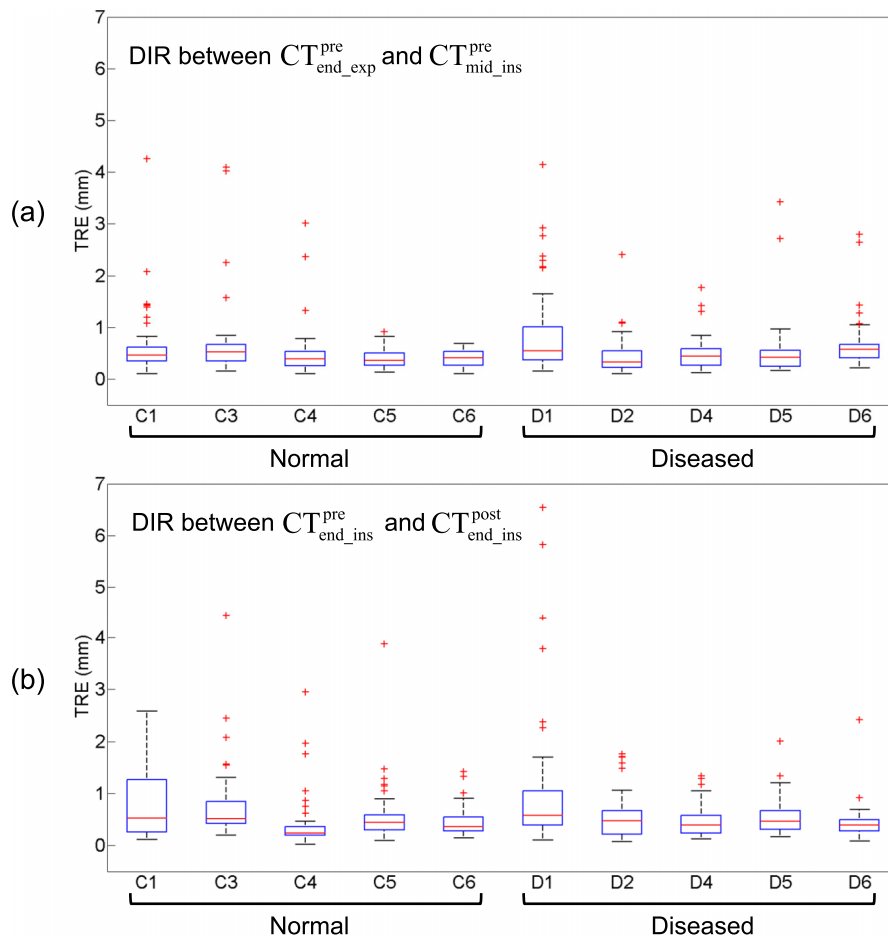 (a)
DIR between CT^pre_end_exp and CT^pre_mid_ins
TRE (mm)
7
6
5
4
3
2
1
0
C1 C3 C4 C5 C6 D1 D2 D4 D5 D6
Normal Diseased
(b)
DIR between CT^pre_end_ins and CT^post_end_ins
TRE (mm)
7
6
5
4
3
2
1
0
C1 C3 C4 C5 C6 D1 D2 D4 D5 D6
Normal Diseased